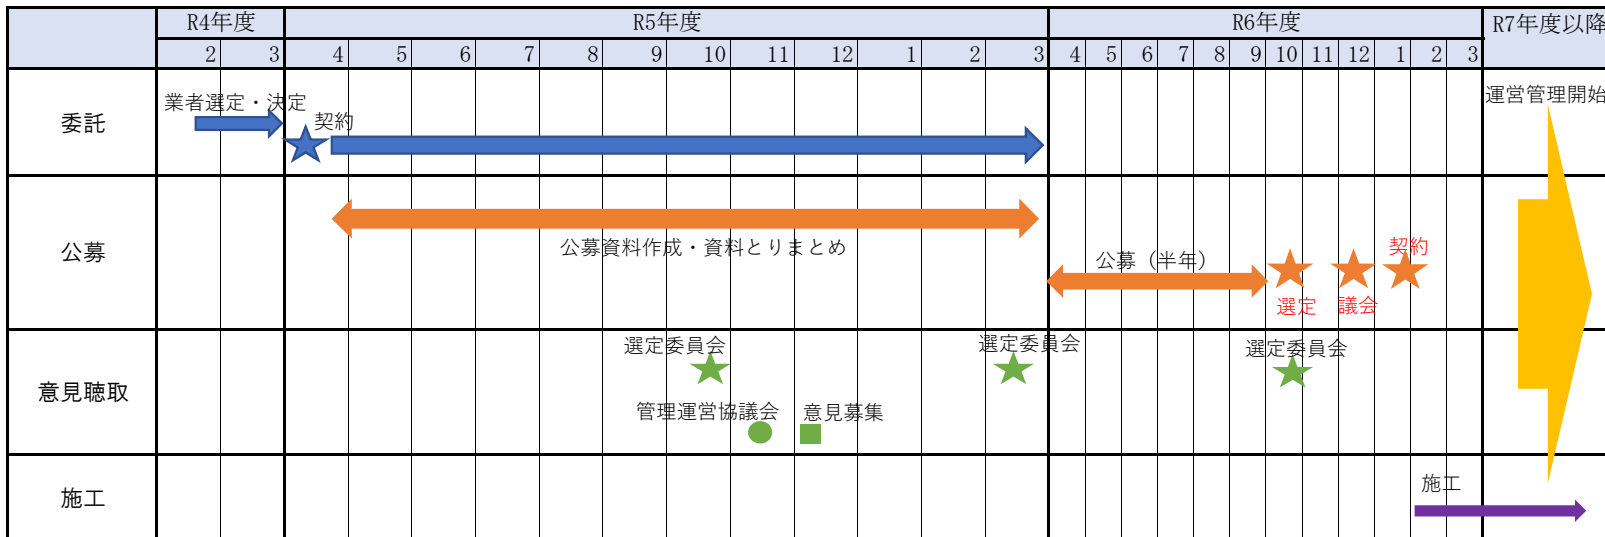 R4年度 R5年度 R6年度 R7年度以降
2 3 4 5 6 7 8 9 10 11 12 1 2 3 4 5 6 7 8 9 10 11 12 1 2 3
委託
業者選定・決定
契約
運営管理開始
公募
公募資料作成・資料とりまとめ
公募（半年）
契約
選定 議会
意見聴取
選定委員会 選定委員会 選定委員会
管理運営協議会 意見募集
施工
施工